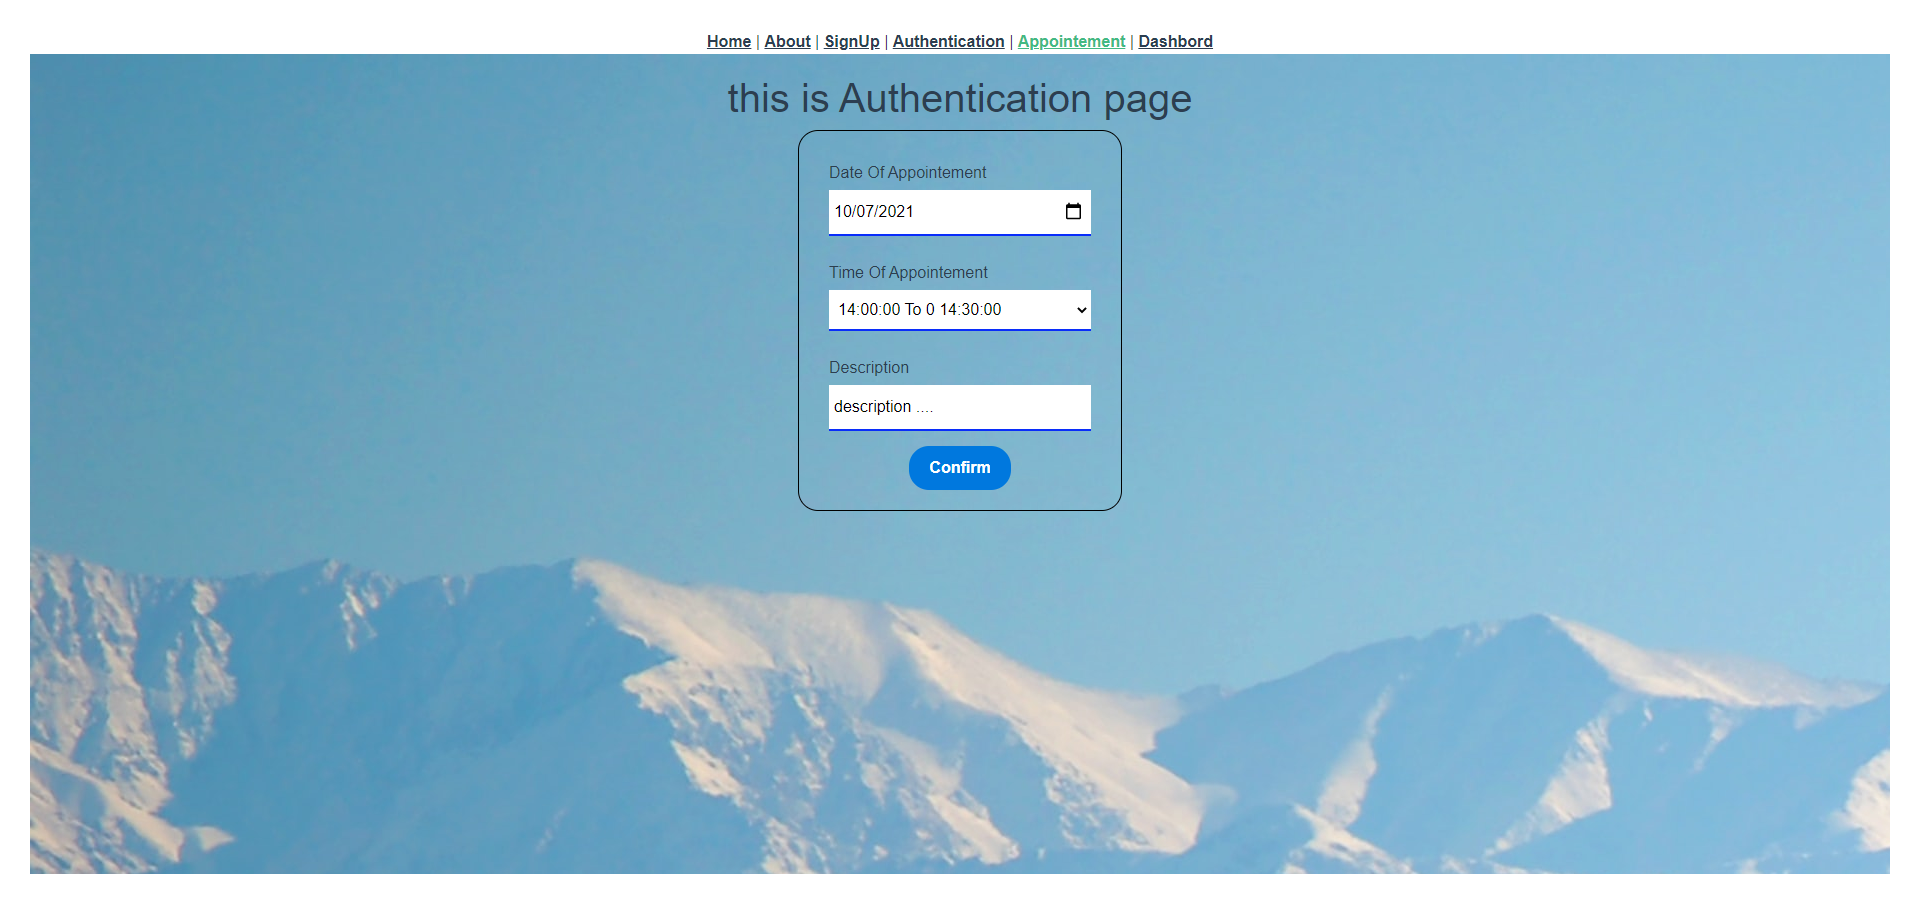 Home | About | SignUp | Authentication | Appointement | Dashbord
this is Authentication page
Date Of Appointement
10/07/2021
Time Of Appointement
14:00:00 To 0 14:30:00
Description
description ....
Confirm